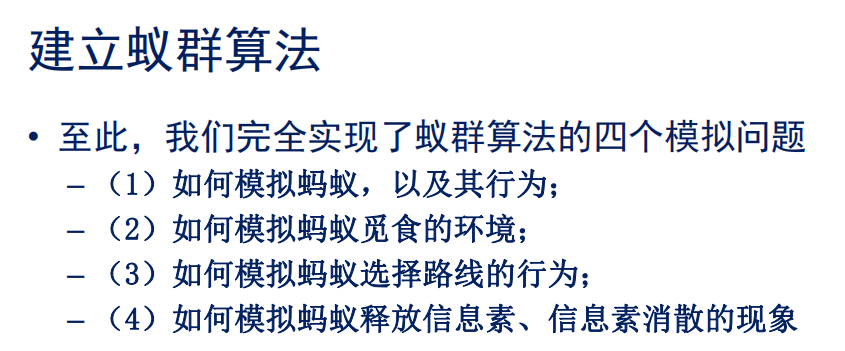 建立蚁群算法
• 至此，我们完全实现了蚁群算法的四个模拟问题
– （1）如何模拟蚂蚁，以及其行为；
– （2）如何模拟蚂蚁觅食的环境；
– （3）如何模拟蚂蚁选择路线的行为；
– （4）如何模拟蚂蚁释放信息素、信息素消散的现象